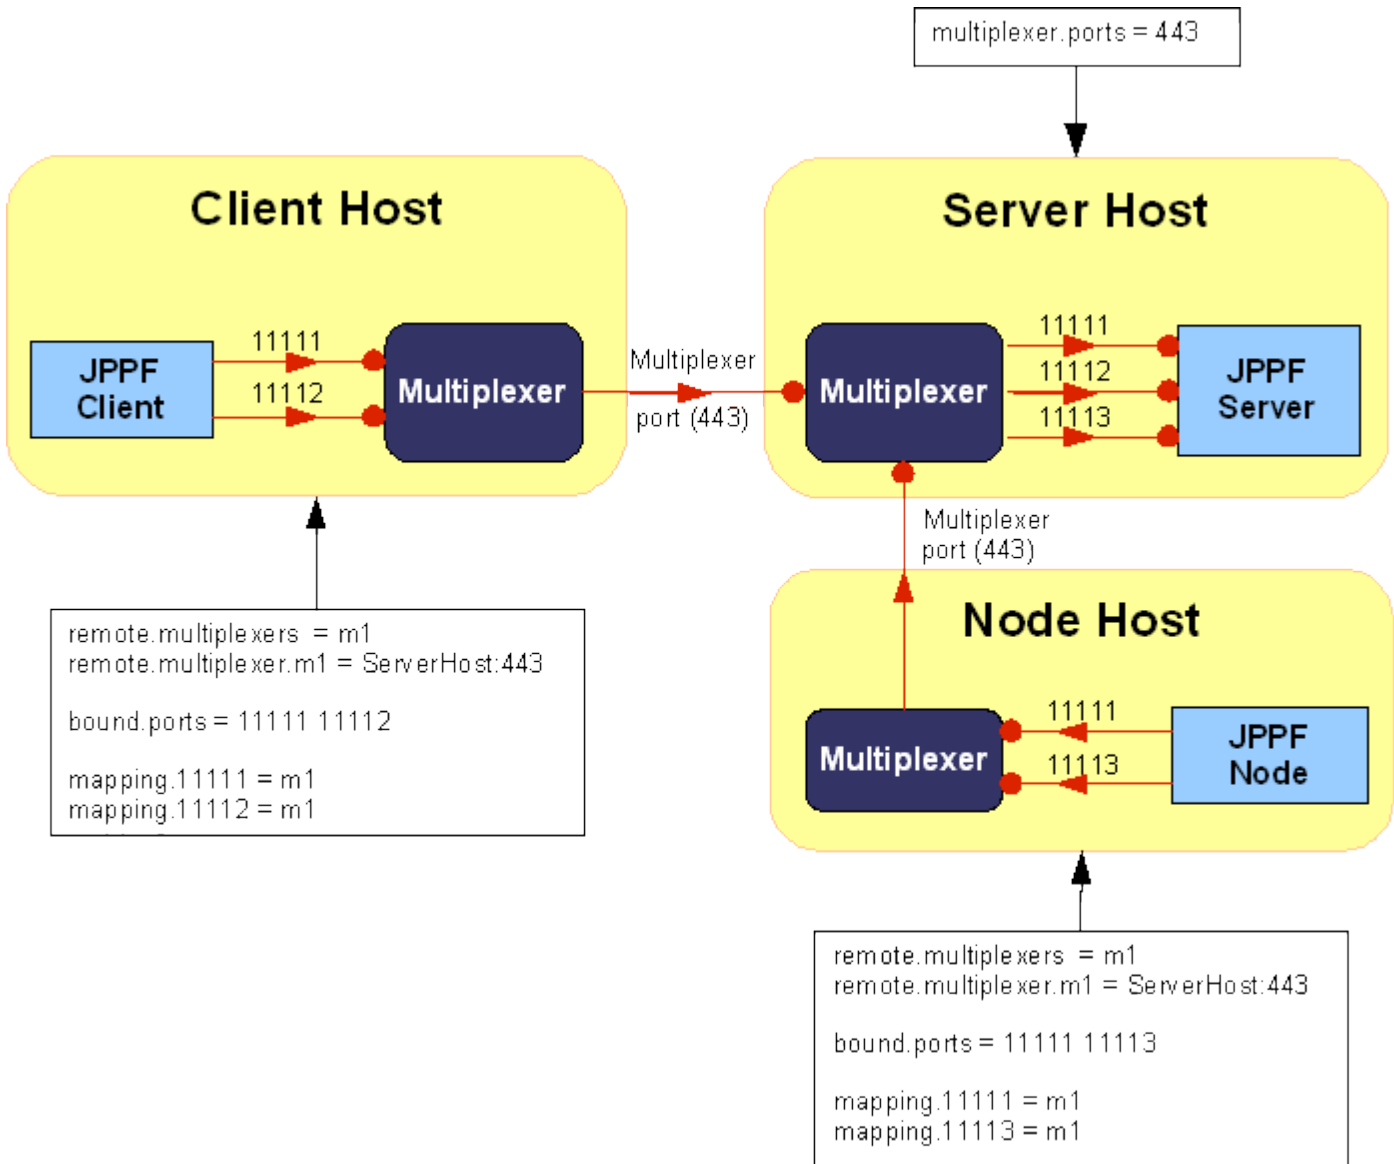 multiplexer.ports = 443
Client Host
Server Host
11111
11112
JPPF
Client
Multiplexer
Multiplexer
port (443)
Multiplexer
11111
11112
11113
JPPF
Server
Multiplexer
port (443)
Node Host
Multiplexer
11111
11113
JPPF
Node
remote.multiplexers = m1
remote.multiplexer.m1 = ServerHost:443
bound.ports = 11111 11112
mapping.11111 = m1
mapping.11112 = m1
remote.multiplexers = m1
remote.multiplexer.m1 = ServerHost:443
bound.ports = 11111 11113
mapping.11111 = m1
mapping.11113 = m1